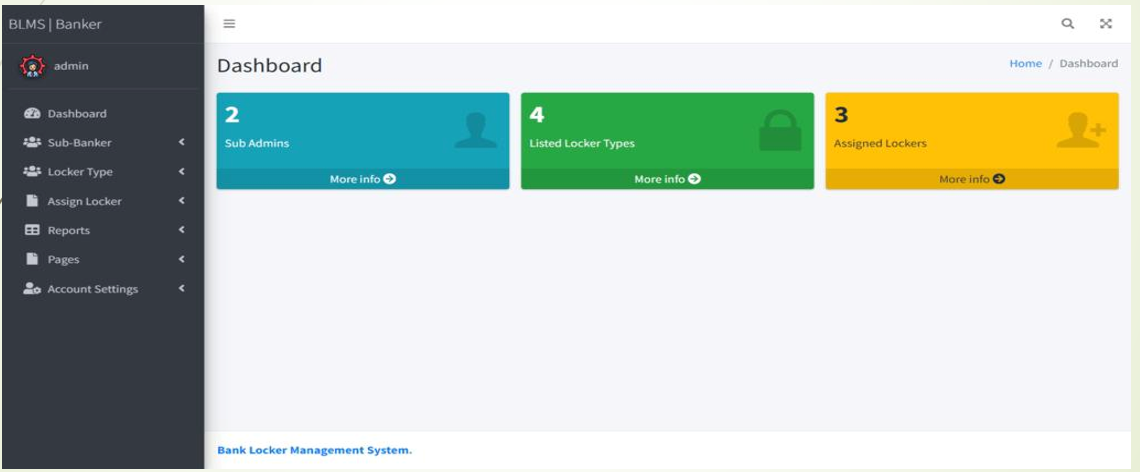 BLMS | Banker
admin
Dashboard
Sub-Banker
Locker Type
Assign Locker
Reports
Pages
Account Settings
Dashboard
Home / Dashboard
2
Sub Admins
More info
4
Listed Locker Types
More info
3
Assigned Lockers
More info
Bank Locker Management System.